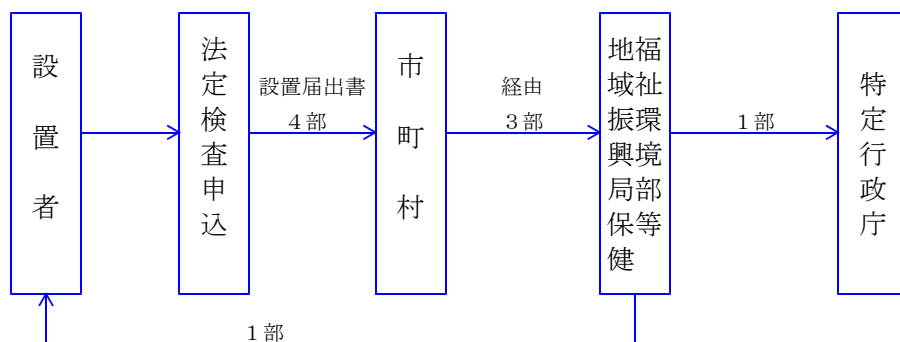 設置者
法定検査申込
設置届出書
４部
市町村
経由
３部
地域振興局保健
福祉環境部等
１部
特定行政庁
１部